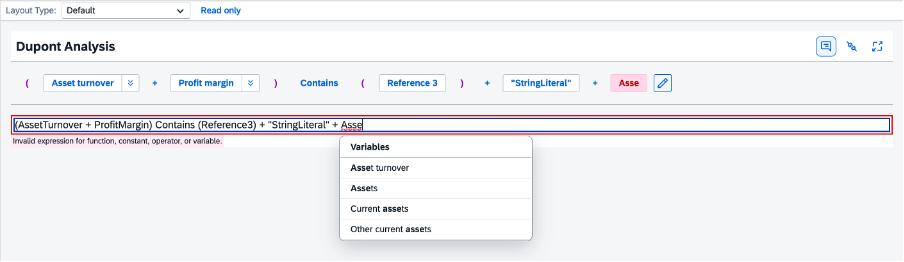 Layout Type: Default Read only
Dupont Analysis
( Asset turnover + Profit margin ) Contains ( Reference 3 ) + "StringLiteral" + Asse
(AssetTurnover + ProfitMargin) Contains (Reference3) + "StringLiteral" + Asse
Invalid expression for function, constant, operator, or variable.
Variables
Asset turnover
Assets
Current assets
Other current assets